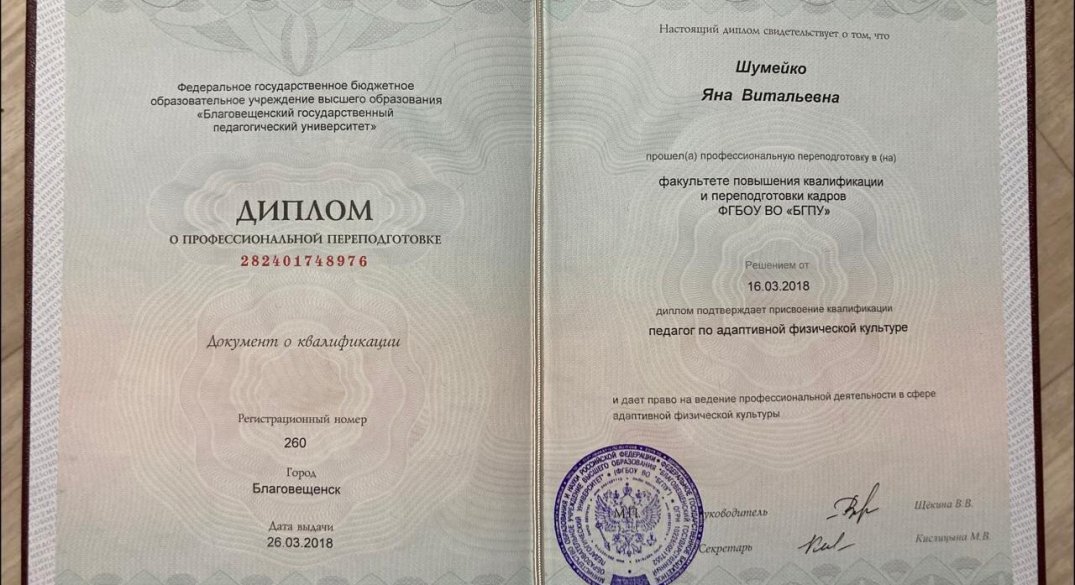 Федеральное государственное бюджетное
образовательное учреждение высшего образования
«Благовещенский государственный
педагогический университет»
ДИПЛОМ
О ПРОФЕССИОНАЛЬНОЙ ПЕРЕПОДГОТОВКЕ
282401748976
Документ о квалификации
Регистрационный номер
260
Город
Благовещенск
Дата выдачи
26.03.2018
Настоящий диплом свидетельствует о том, что
Шумейко
Яна Витальевна
прошел(а) профессиональную переподготовку в (на)
факультете повышения квалификации
и переподготовки кадров
ФГБОУ ВО «БГПУ»
Решением от
16.03.2018
диплом подтверждает присвоение квалификации
педагог по адаптивной физической культуре
и дает право на ведение профессиональной деятельности в сфере
адаптивной физической культуры
М.П.
Руководитель
Щёкина В.В.
Секретарь
Кислицына М.В.